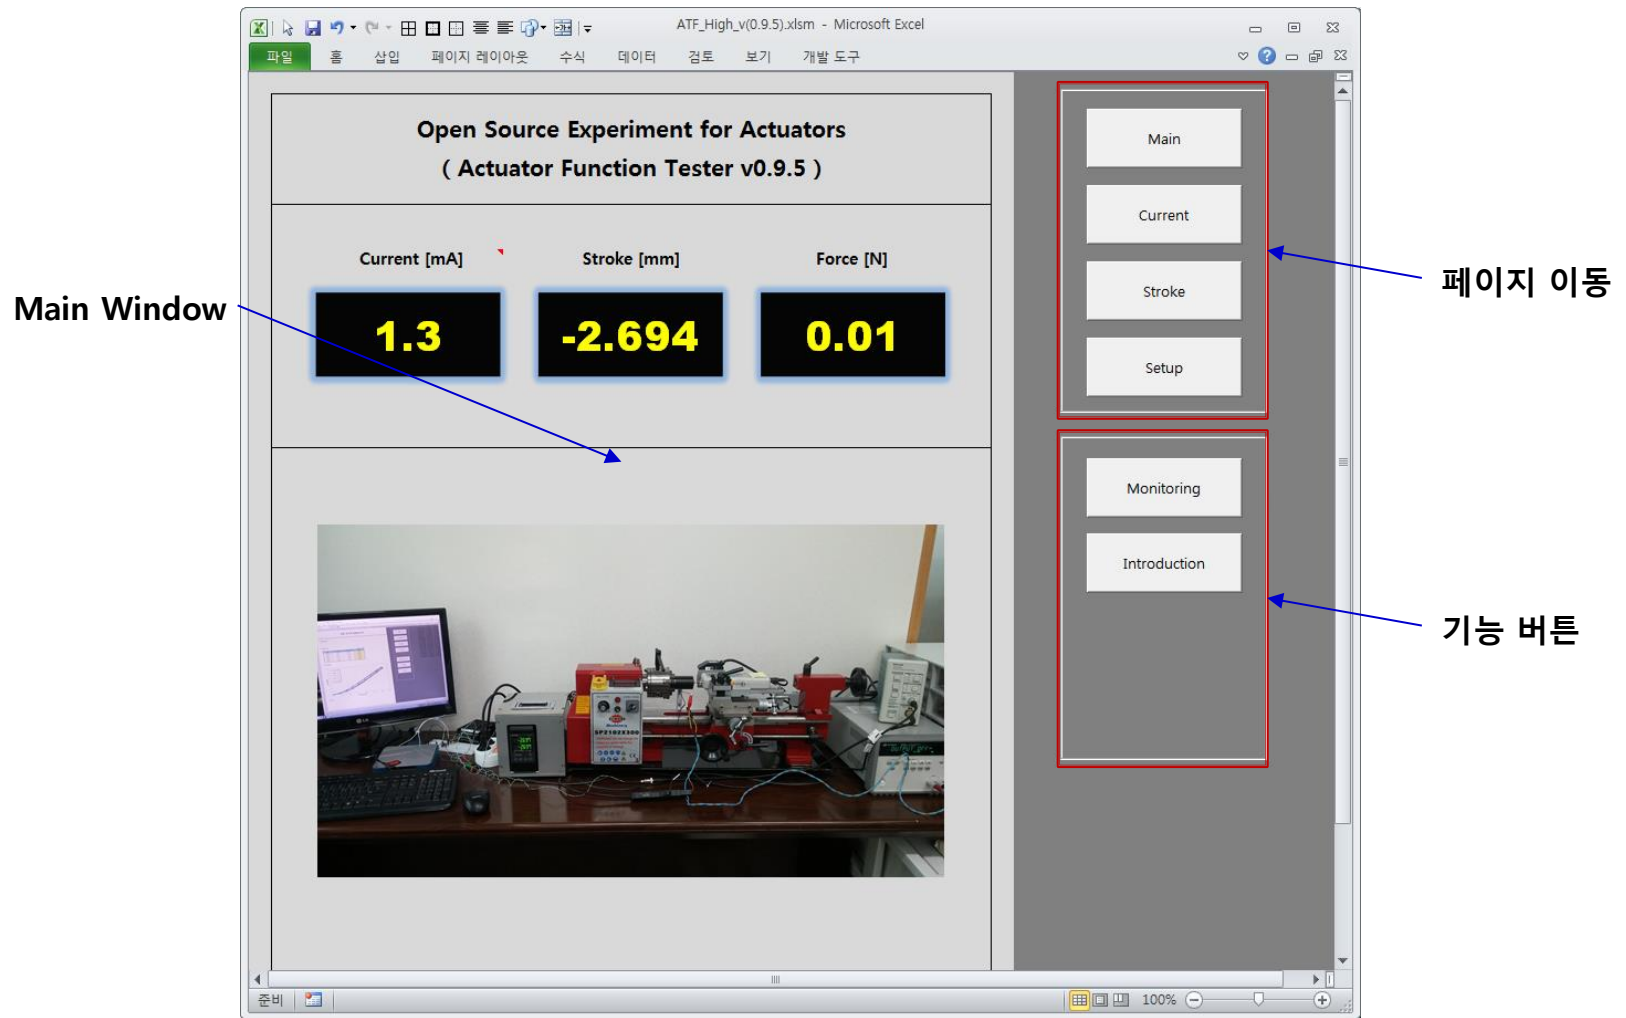 ATF_High_v(0.9.5).xlsm - Microsoft Excel
파일 홈 삽입 페이지 레이아웃 수식 데이터 검토 보기 개발 도구
Open Source Experiment for Actuators
( Actuator Function Tester v0.9.5 )
Current [mA] Stroke [mm] Force [N]
1.3 -2.694 0.01
Main
Current
Stroke
Setup
Monitoring
Introduction
Main Window
페이지 이동
기능 버튼
SP2102X300
준비
100%